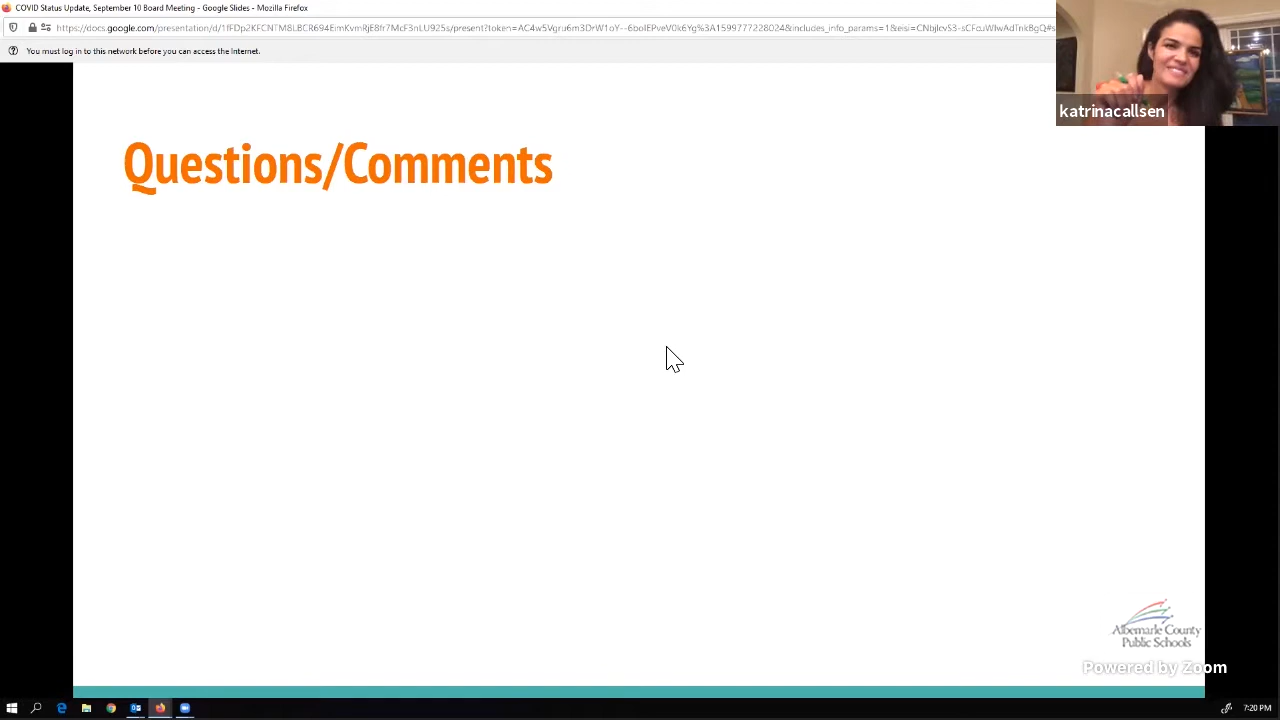 COVID Status Update, September 10 Board Meeting - Google Slides - Mozilla Firefox
You must log in to this network before you can access the Internet.
katrinacallsen
Questions/Comments
Albemarle County
Public Schools
Powered by Zoom
7:20 PM